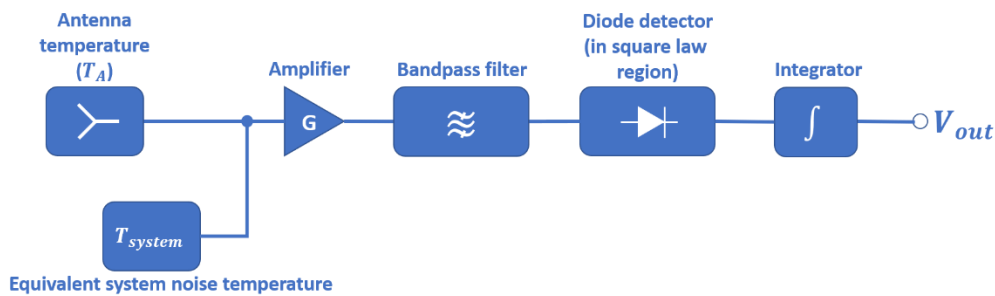 Antenna
temperature
(T_A)
Amplifier
G
Bandpass filter
Diode detector
(in square law
region)
Integrator
∫
V_out
T_system
Equivalent system noise temperature